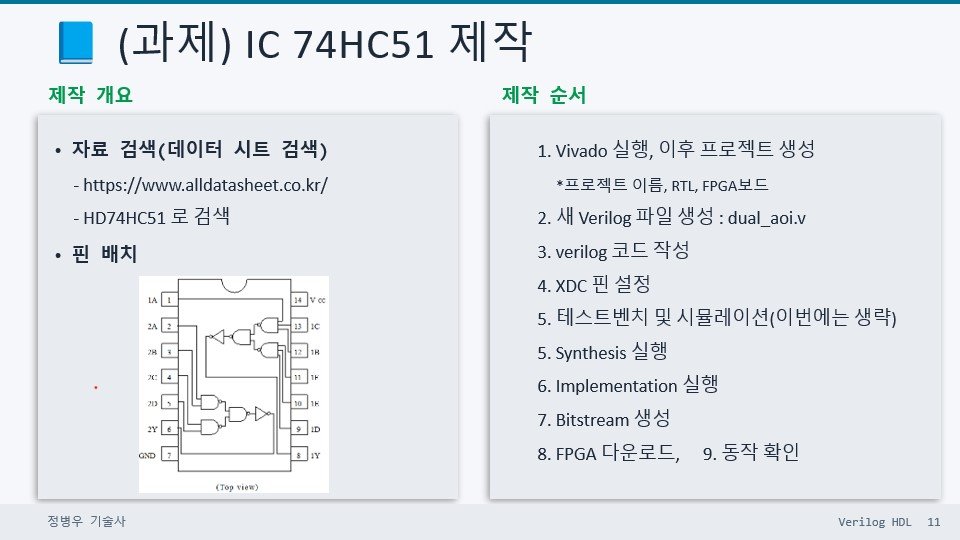 (과제) IC 74HC51 제작
제작 개요
• 자료 검색(데이터 시트 검색)
- https://www.alldatasheet.co.kr/
- HD74HC51 로 검색
• 핀 배치
1A 1
2A 2
2B 3
2C 4
2D 5
2Y 6
GND 7
14 V cc
13 1C
12 1B
11 1F
10 1E
9 1D
8 1Y
(Top view)
제작 순서
1. Vivado 실행, 이후 프로젝트 생성
*프로젝트 이름, RTL, FPGA보드
2. 새 Verilog 파일 생성 : dual_aoi.v
3. verilog 코드 작성
4. XDC 핀 설정
5. 테스트벤치 및 시뮬레이션(이번에는 생략)
5. Synthesis 실행
6. Implementation 실행
7. Bitstream 생성
8. FPGA 다운로드, 9. 동작 확인
정병우 기술사
Verilog HDL 11